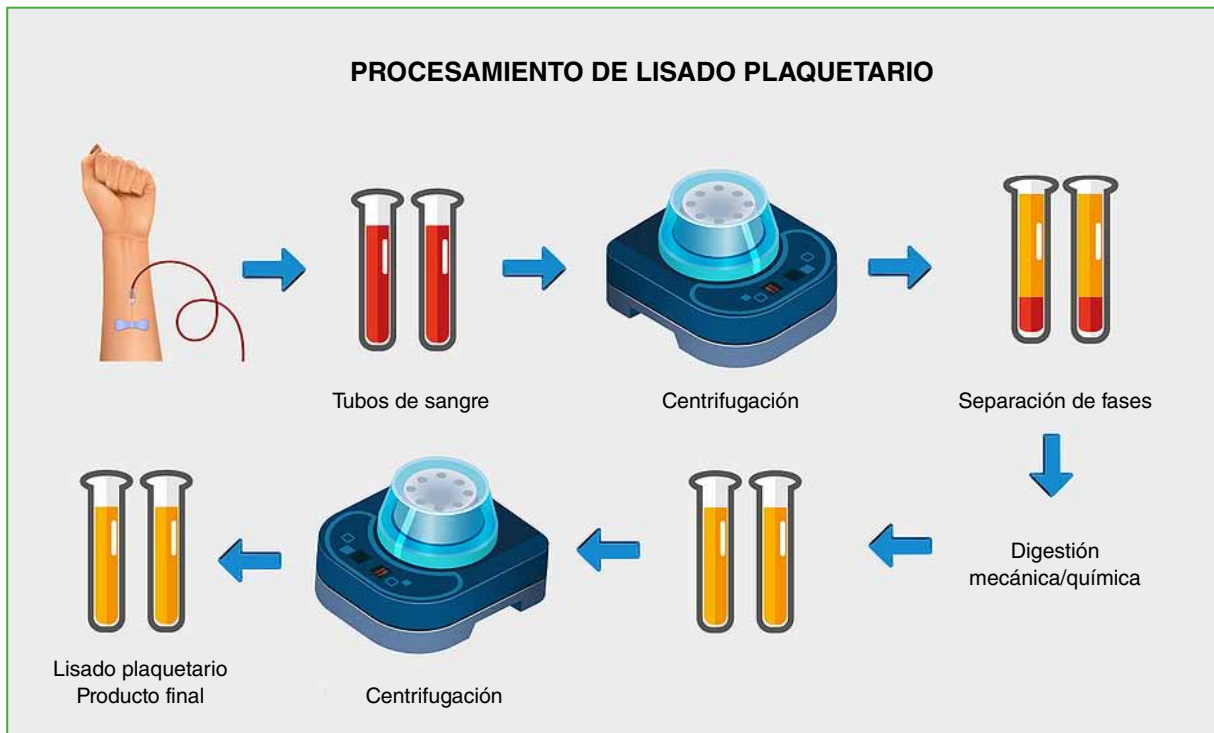 PROCESAMIENTO DE LISADO PLAQUETARIO
Tubos de sangre
Centrifugación
Separación de fases
Digestión
mecánica/química
Centrifugación
Lisado plaquetario
Producto final